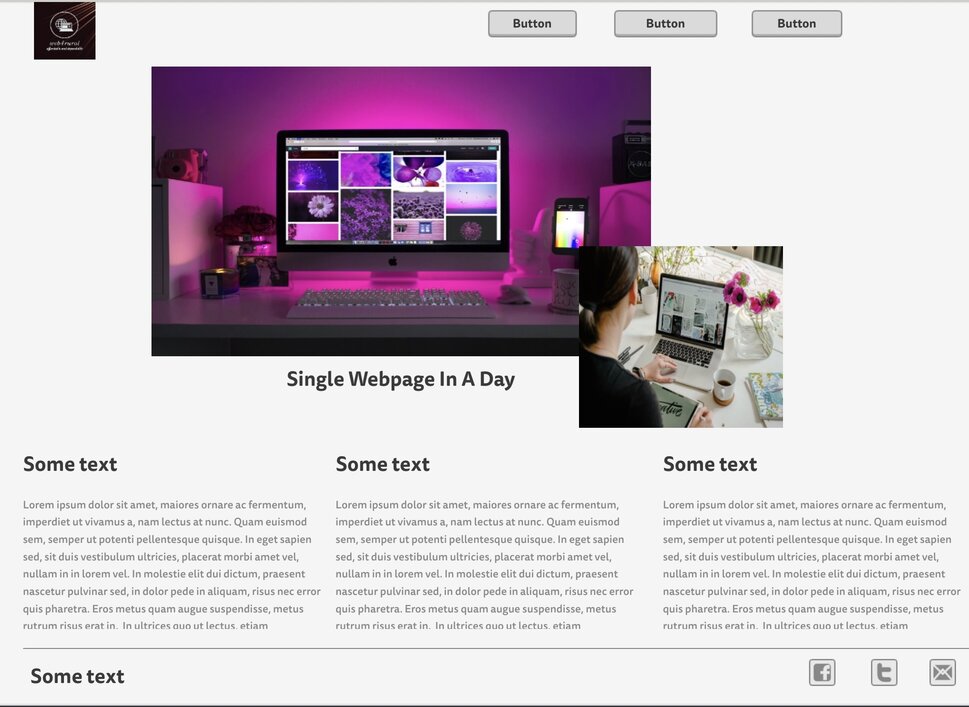 Button
Button
Button
Single Webpage In A Day
Some text
Lorem ipsum dolor sit amet, maiores ornare ac fermentum,
imperdiet ut vivamus a, nam lectus at nunc. Quam euismod
sem, semper ut potenti pellentesque quisque. In eget sapien
sed, sit duis vestibulum ultricies, placerat morbi amet vel,
nullam in in lorem vel. In molestie elit dui dictum, praesent
nascetur pulvinar sed, in dolor pede in aliquam, risus nec error
quis pharetra. Eros metus quam augue suspendisse, metus
rutrum risus erat in. In ultrices quo ut lectus, etiam
Some text
Lorem ipsum dolor sit amet, maiores ornare ac fermentum,
imperdiet ut vivamus a, nam lectus at nunc. Quam euismod
sem, semper ut potenti pellentesque quisque. In eget sapien
sed, sit duis vestibulum ultricies, placerat morbi amet vel,
nullam in in lorem vel. In molestie elit dui dictum, praesent
nascetur pulvinar sed, in dolor pede in aliquam, risus nec error
quis pharetra. Eros metus quam augue suspendisse, metus
rutrum risus erat in. In ultrices quo ut lectus, etiam
Some text
Lorem ipsum dolor sit amet, maiores ornare ac fermentum,
imperdiet ut vivamus a, nam lectus at nunc. Quam euismod
sem, semper ut potenti pellentesque quisque. In eget sapien
sed, sit duis vestibulum ultricies, placerat morbi amet vel,
nullam in in lorem vel. In molestie elit dui dictum, praesent
nascetur pulvinar sed, in dolor pede in aliquam, risus nec error
quis pharetra. Eros metus quam augue suspendisse, metus
rutrum risus erat in. In ultrices quo ut lectus, etiam
Some text